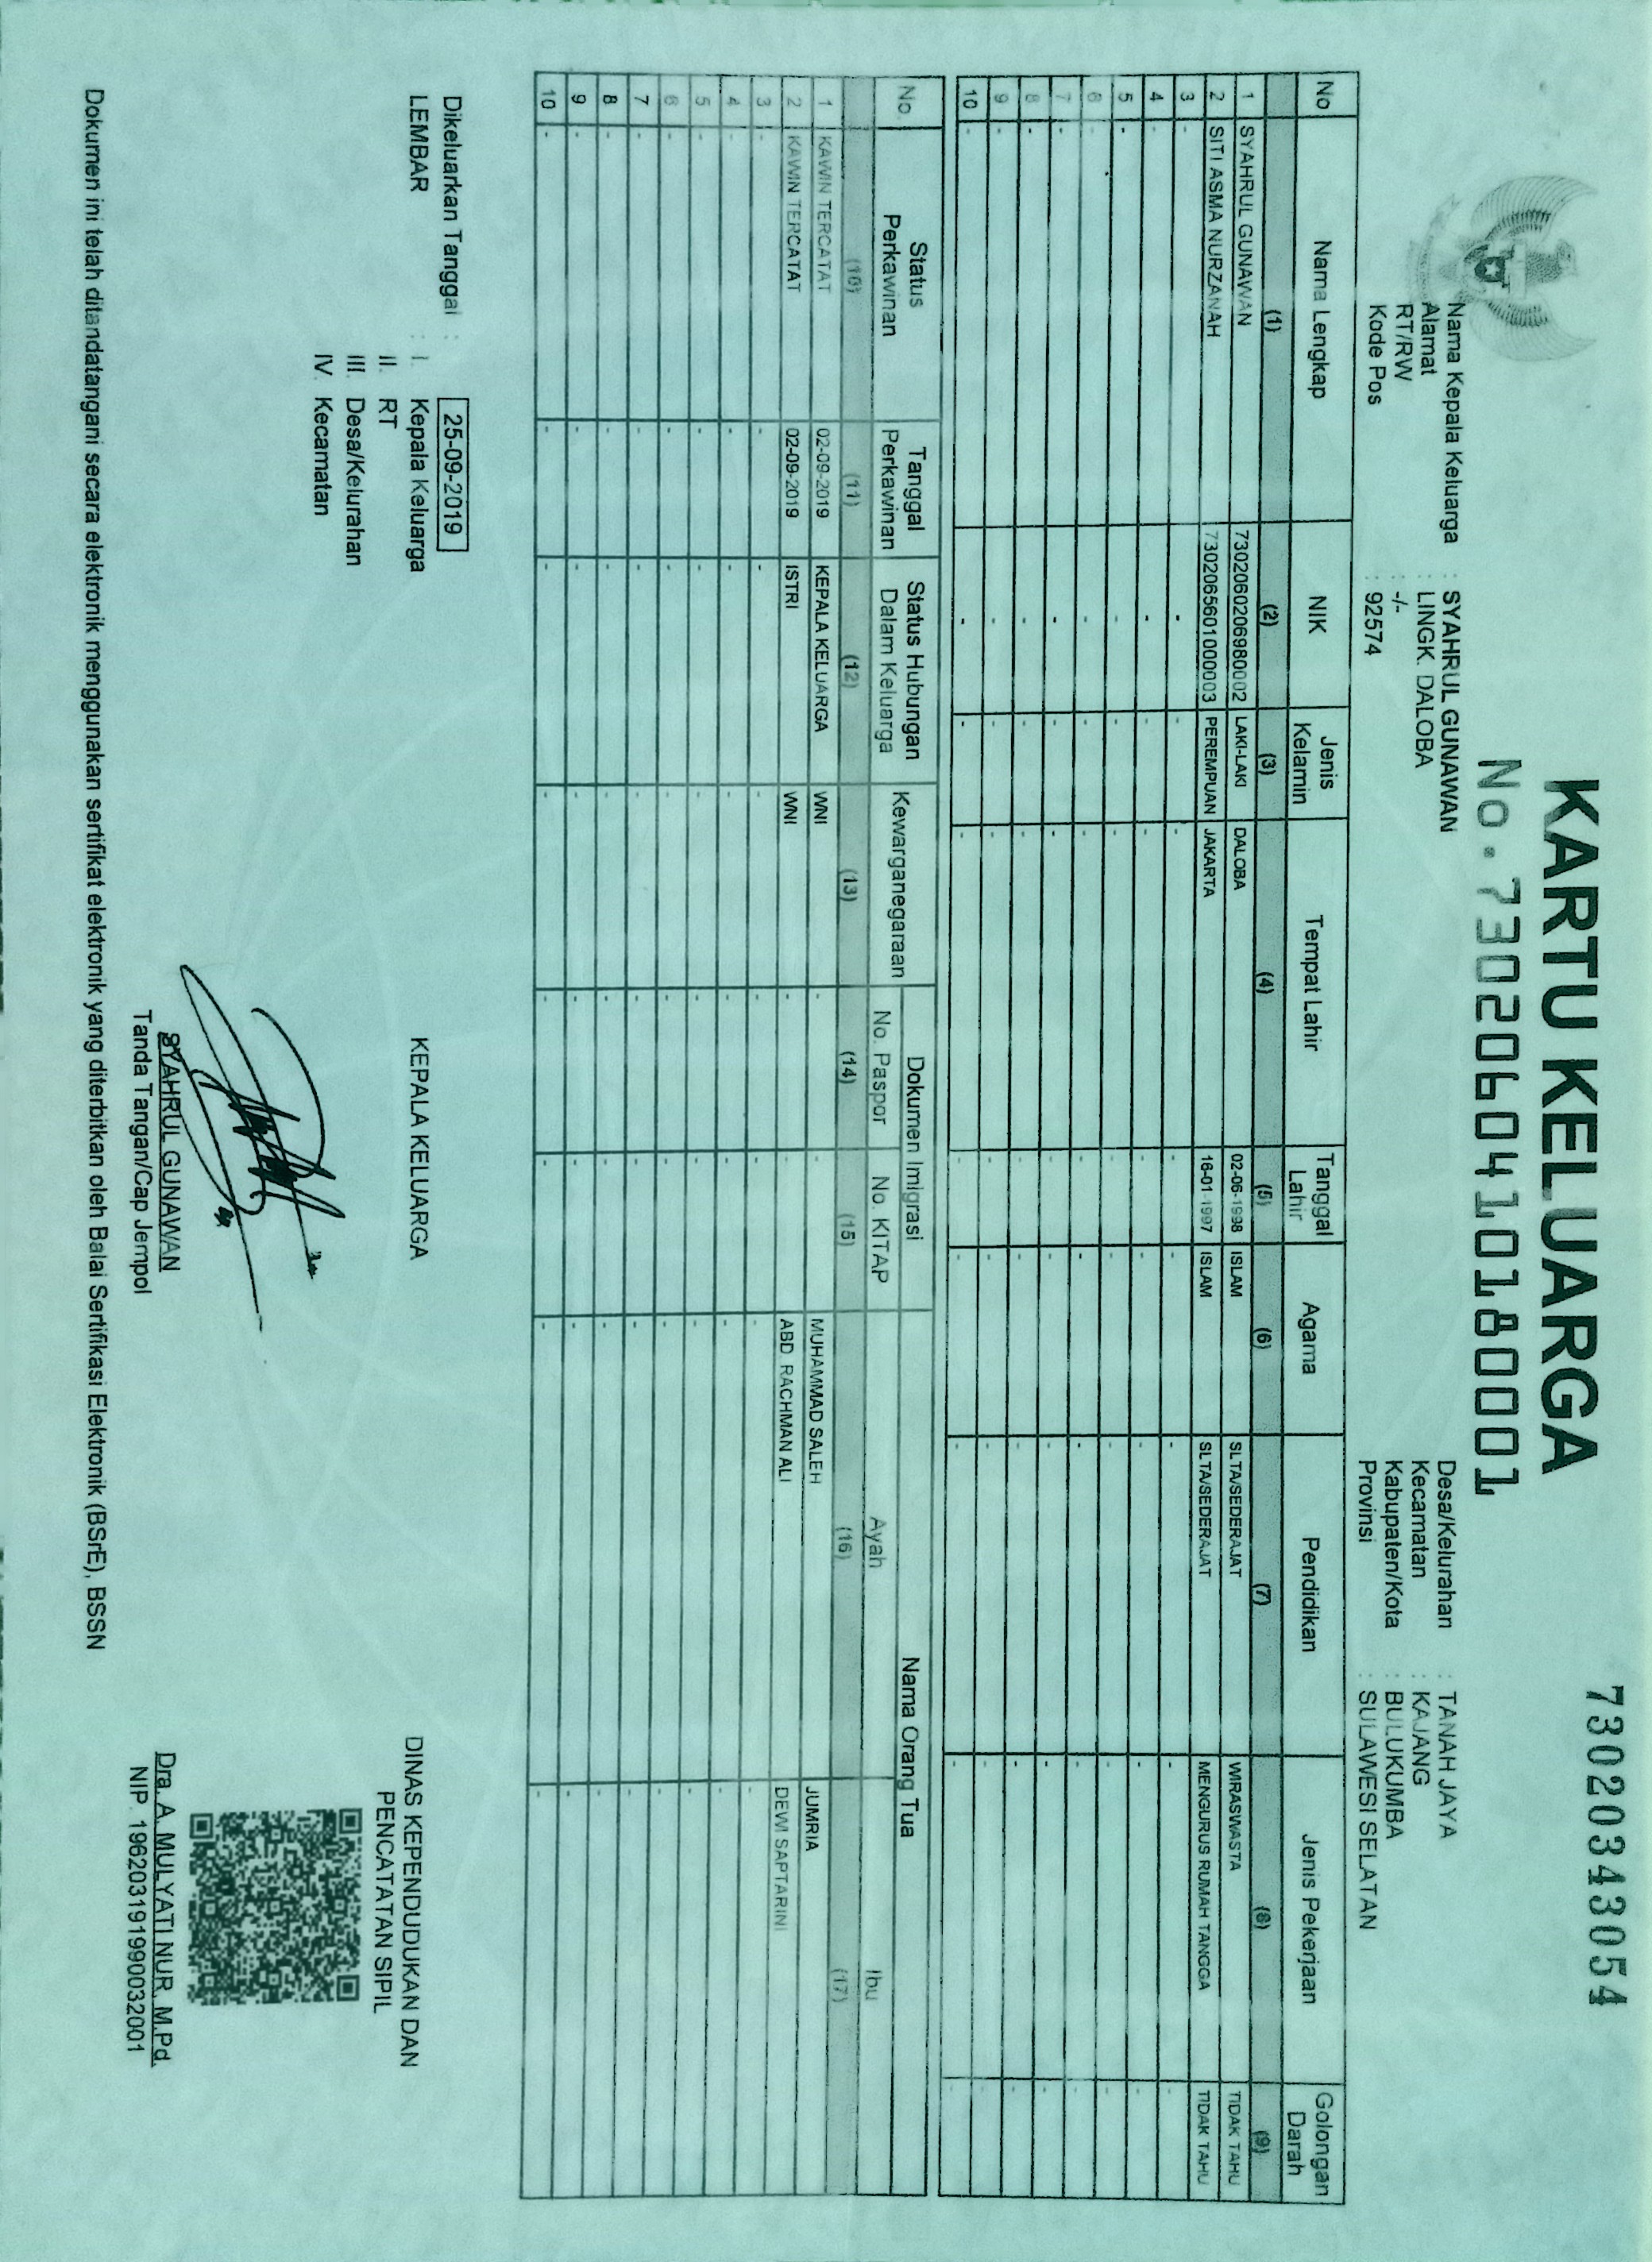 73020343054
KARTU KELUARGA
No. 7302060410180001
Nama Kepala Keluarga : SYAHRUL GUNAWAN
Alamat : LINGK. DALOBA
RT/RW : -/-
Kode Pos : 92574
Desa/Kelurahan : TANAH JAYA
Kecamatan : KAJANG
Kabupaten/Kota : BULUKUMBA
Provinsi : SULAWESI SELATAN
No Nama Lengkap NIK Jenis Kelamin Tempat Lahir Tanggal Lahir Agama Pendidikan Jenis Pekerjaan Golongan Darah
(1) (2) (3) (4) (5) (6) (7) (8) (9)
1 SYAHRUL GUNAWAN 7302060206980002 LAKI-LAKI DALOBA 02-06-1998 ISLAM SLTA/SEDERAJAT WIRASWASTA TIDAK TAHU
2 SITI ASMA NURZANAH 7302065601000003 PEREMPUAN JAKARTA 16-01-1997 ISLAM SLTA/SEDERAJAT MENGURUS RUMAH TANGGA TIDAK TAHU
3 - - - - - - - - -
4 - - - - - - - - -
5 - - - - - - - - -
6 - - - - - - - - -
7 - - - - - - - - -
8 - - - - - - - - -
9 - - - - - - - - -
10 - - - - - - - - -
No Status Perkawinan Tanggal Perkawinan Status Hubungan Dalam Keluarga Kewarganegaraan Dokumen Imigrasi Nama Orang Tua
No. Paspor No. KITAP Ayah Ibu
(10) (11) (12) (13) (14) (15) (16) (17)
1 KAWIN TERCATAT 02-09-2019 KEPALA KELUARGA WNI - - MUHAMMAD SALEH JUMRIA
2 KAWIN TERCATAT 02-09-2019 ISTRI WNI - - ABD. RACHMAN ALI DEWI SAPTARINI
3 - - - - - - - -
4 - - - - - - - -
5 - - - - - - - -
6 - - - - - - - -
7 - - - - - - - -
8 - - - - - - - -
9 - - - - - - - -
10 - - - - - - - -
Dikeluarkan Tanggal : 25-09-2019
LEMBAR : I. Kepala Keluarga
II. RT
III. Desa/Kelurahan
IV. Kecamatan
KEPALA KELUARGA
SYAHRUL GUNAWAN
Tanda Tangan/Cap Jempol
DINAS KEPENDUDUKAN DAN
PENCATATAN SIPIL
Dra. A. MULYATI NUR, M.Pd.
NIP. 196203191990032001
Dokumen ini telah ditandatangani secara elektronik menggunakan sertifikat elektronik yang diterbitkan oleh Balai Sertifikasi Elektronik (BSrE), BSSN